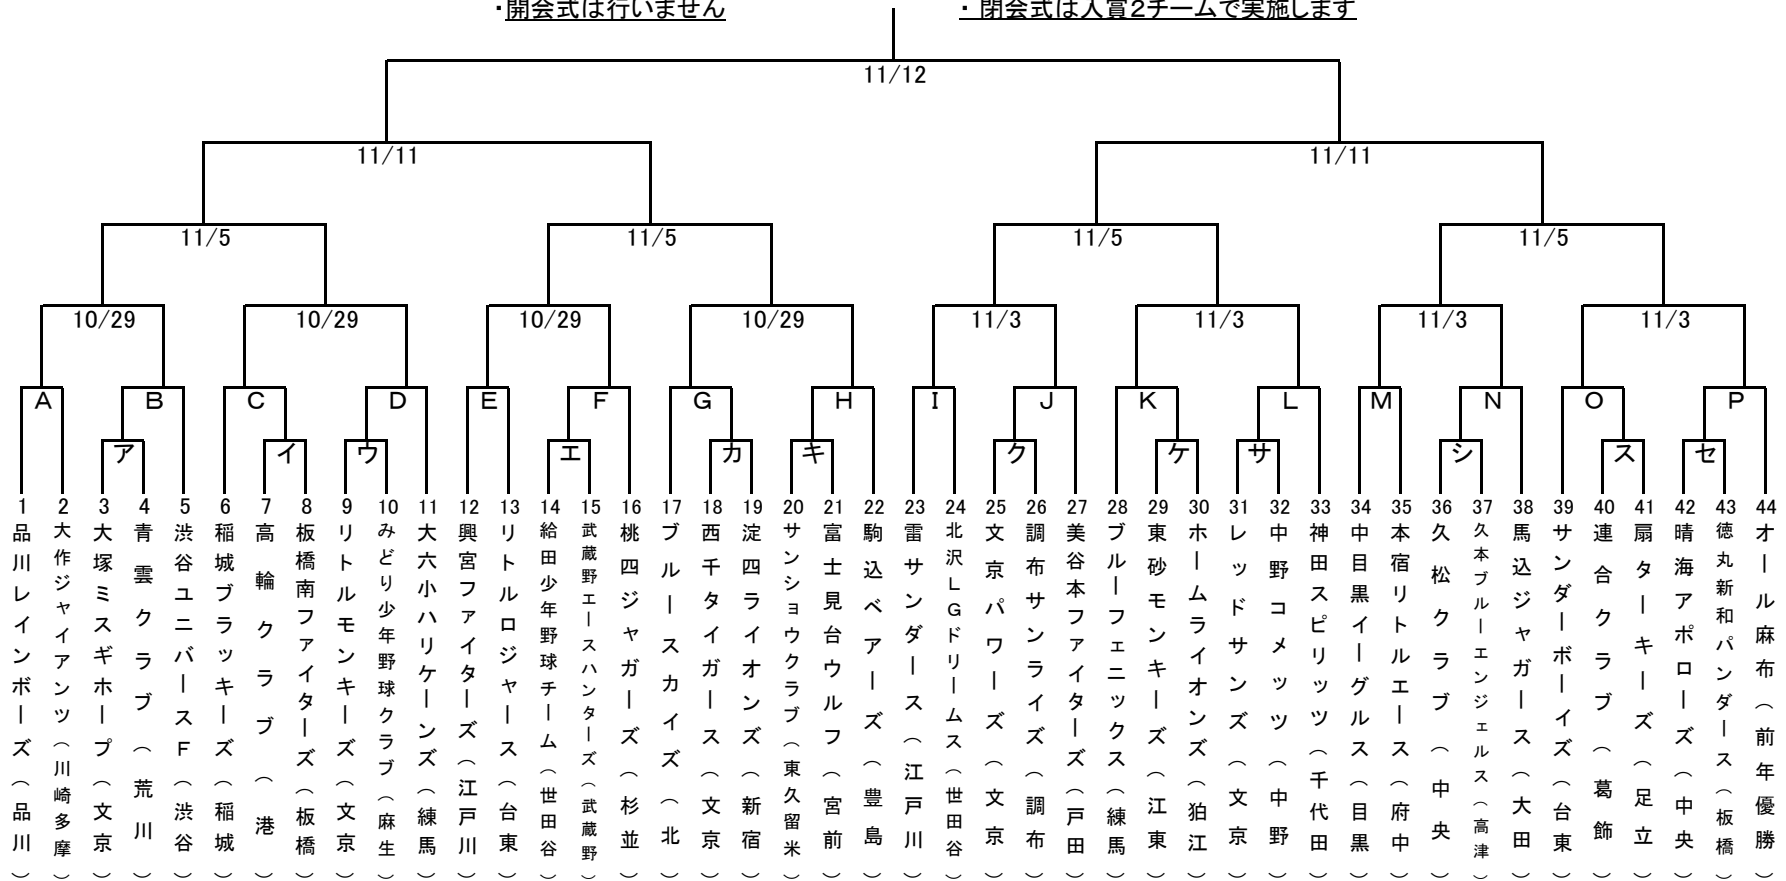 ・開会式は行いません
・ 閉会式は入賞2チームで実施します
11/12
11/11
11/11
11/5
11/5
11/5
11/5
10/29
10/29
10/29
10/29
11/3
11/3
11/3
11/3
A
B
C
D
E
F
G
H
I
J
K
L
M
N
O
P
ア
イ
ウ
エ
カ
キ
ク
ケ
サ
シ
ス
セ
1 品川レインボーズ（品川）
2 大作ジャイアンツ（川崎多摩）
3 大塚ミスギホープ（文京）
4 青雲クラブ（荒川）
5 渋谷ユニバースF（渋谷）
6 稲城ブラッキーズ（稲城）
7 高輪クラブ（港）
8 板橋南ファイターズ（板橋）
9 リトルモンキーズ（文京）
10 みどり少年野球クラブ（麻生）
11 大六小ハリケーンズ（練馬）
12 興宮ファイターズ（江戸川）
13 リトルロジャース（台東）
14 給田少年野球チーム（世田谷）
15 武蔵野エースハンターズ（武蔵野）
16 桃四ジャガーズ（杉並）
17 ブルースカイズ（北）
18 西千タイガース（文京）
19 淀四ライオンズ（新宿）
20 サンショウクラブ（東久留米）
21 富士見台ウルフ（宮前）
22 駒込ベアーズ（豊島）
23 雷サンダース（江戸川）
24 北沢LGドリームス（世田谷）
25 文京パワーズ（文京）
26 調布サンライズ（調布）
27 美谷本ファイターズ（戸田）
28 ブルーフェニックス（練馬）
29 東砂モンキーズ（江東）
30 ホームライオンズ（狛江）
31 レッドサンズ（文京）
32 中野コメッツ（中野）
33 神田スピリッツ（千代田）
34 中目黒イーグルス（目黒）
35 本宿リトルエース（府中）
36 久松クラブ（中央）
37 久本ブルーエンジェルス（高津）
38 馬込ジャガース（大田）
39 サンダーボーイズ（台東）
40 連合クラブ（葛飾）
41 扇ターキーズ（足立）
42 晴海アポローズ（中央）
43 徳丸新和パンダース（板橋）
44 オール麻布（前年優勝）